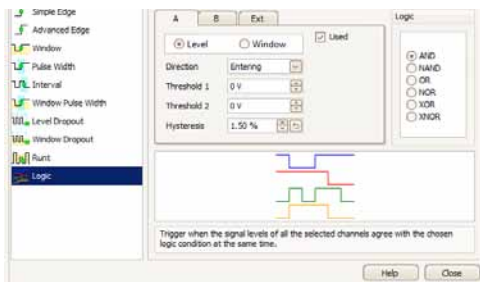 Simple Edge
Advanced Edge
Window
Pulse Width
Interval
Window Pulse Width
Level Dropout
Window Dropout
Runt
Logic
A B Ext
Level Window Used
Direction Entering
Threshold 1 0 V
Threshold 2 0 V
Hysteresis 1.50 %
Logic
AND
NAND
OR
NOR
XOR
XNOR
Trigger when the signal levels of all the selected channels agree with the chosen
logic condition at the same time.
Help Close